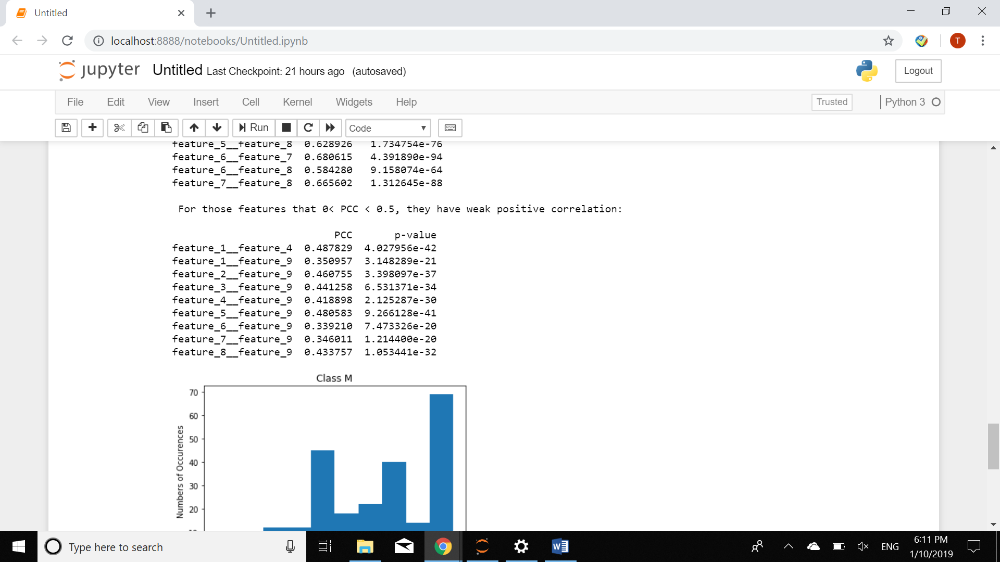 Untitled
localhost:8888/notebooks/Untitled.ipynb
T
jupyter Untitled Last Checkpoint: 21 hours ago (autosaved)
Logout
File Edit View Insert Cell Kernel Widgets Help
Trusted
Python 3
Run
Code
feature_5__feature_8 0.628926 1.734754e-76
feature_6__feature_7 0.680615 4.391890e-94
feature_6__feature_8 0.584280 9.158074e-64
feature_7__feature_8 0.665602 1.312645e-88
For those features that 0< PCC < 0.5, they have weak positive correlation:
PCC p-value
feature_1__feature_4 0.487829 4.027956e-42
feature_1__feature_9 0.350957 3.148289e-21
feature_2__feature_9 0.460755 3.398097e-37
feature_3__feature_9 0.441258 6.531371e-34
feature_4__feature_9 0.418898 2.125287e-30
feature_5__feature_9 0.480583 9.266128e-41
feature_6__feature_9 0.339210 7.473326e-20
feature_7__feature_9 0.346011 1.214400e-20
feature_8__feature_9 0.433757 1.053441e-32
Class M
70
60
50
40
30
20
Numbers of Occurences
Type here to search
W
ENG
6:11 PM
1/10/2019